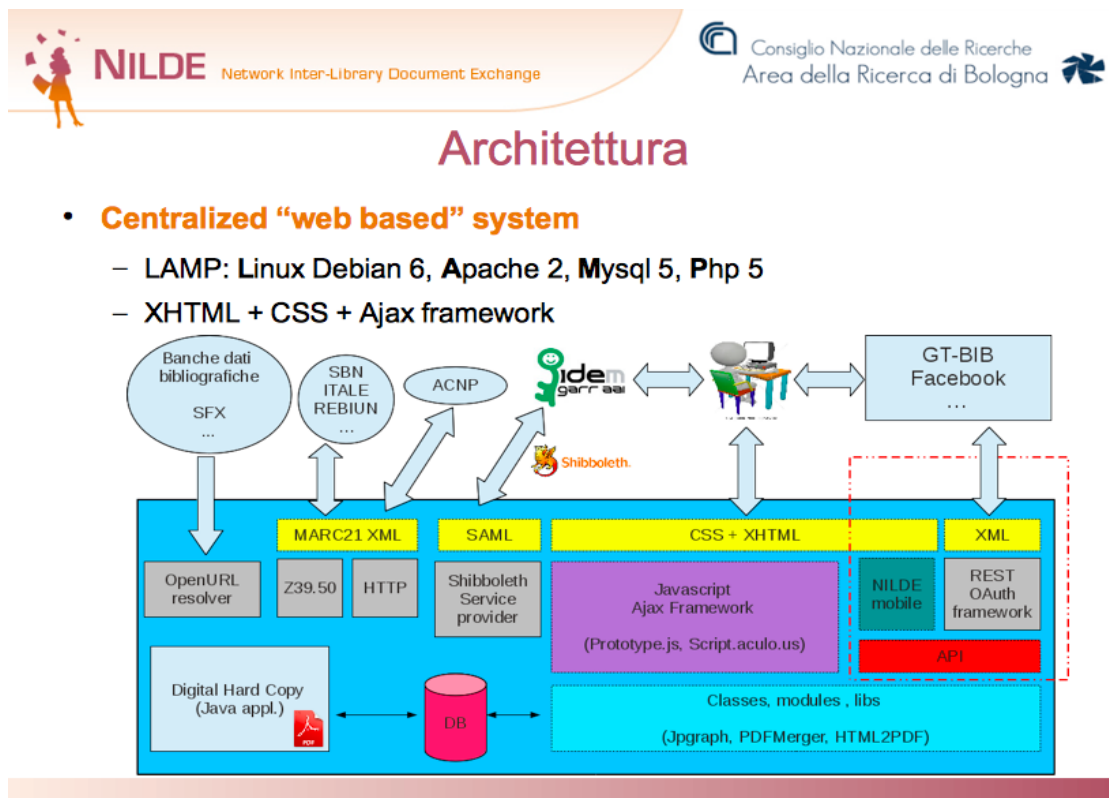 NILDE Network Inter-Library Document Exchange
Consiglio Nazionale delle Ricerche
Area della Ricerca di Bologna
Architettura
• Centralized “web based” system
– LAMP: Linux Debian 6, Apache 2, Mysql 5, Php 5
– XHTML + CSS + Ajax framework
Banche dati
bibliografiche
SFX
...
SBN
ITALE
REBIUN
...
ACNP
idem
garr aai
Shibboleth.
GT-BIB
Facebook
...
MARC21 XML
SAML
CSS + XHTML
XML
OpenURL
resolver
Z39.50
HTTP
Shibboleth
Service
provider
Javascript
Ajax Framework
(Prototype.js, Script.aculo.us)
NILDE
mobile
REST
OAuth
framework
API
Digital Hard Copy
(Java appl.)
PDF
DB
Classes, modules , libs
(Jpgraph, PDFMerger, HTML2PDF)